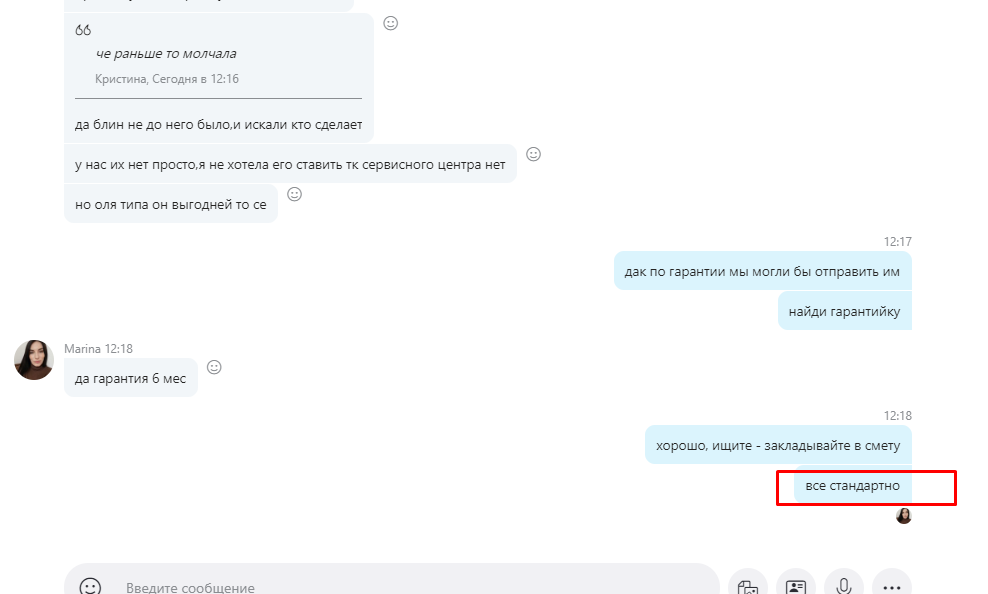 че раньше то молчала
Кристина, Сегодня в 12:16
да блин не до него было,и искали кто сделает
у нас их нет просто,я не хотела его ставить тк сервисного центра нет
но оля типа он выгодней то се
12:17
дак по гарантии мы могли бы отправить им
найди гарантийку
Marina 12:18
да гарантия 6 мес
12:18
хорошо, ищите - закладывайте в смету
все стандартно
Введите сообщение